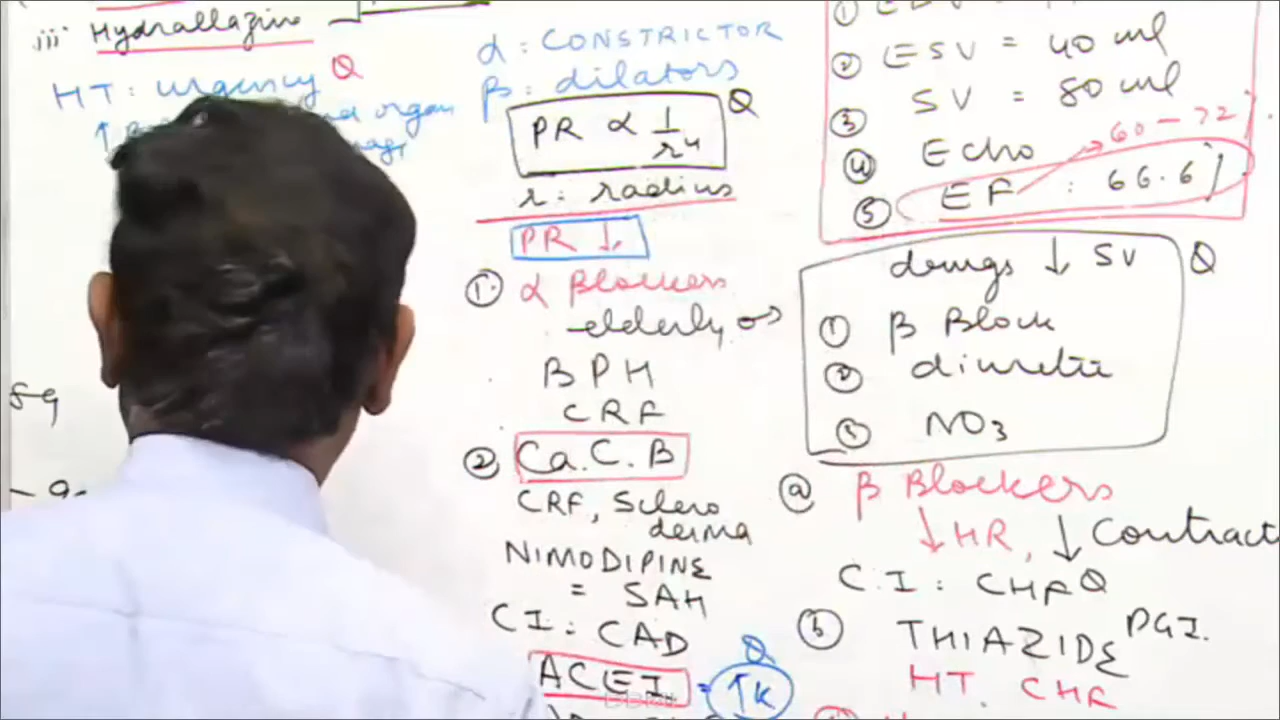 iii Hydrallazine
HT: urgency Q
organ
α: CONSTRICTOR
β: dilators
PR ∝ 1/r⁴ Q
r: radius
PR ↓
① α Blockers
elderly
BPH
CRF
② Ca.C.B
CRF, Sclero
derma
NIMODIPINE
= SAH
CI: CAD
ACEI = ↑K Q
②ESV = 40 ml
③ SV = 80 ml
④ Echo
60-72
⑤ EF : 66.6%
drugs ↓ SV Q
① β Block
② diuretic
③ NO3
ⓐ β Blockers
↓HR, ↓Contract
C.I: CHF Q
ⓑ THIAZIDE PGI.
HT. CHF